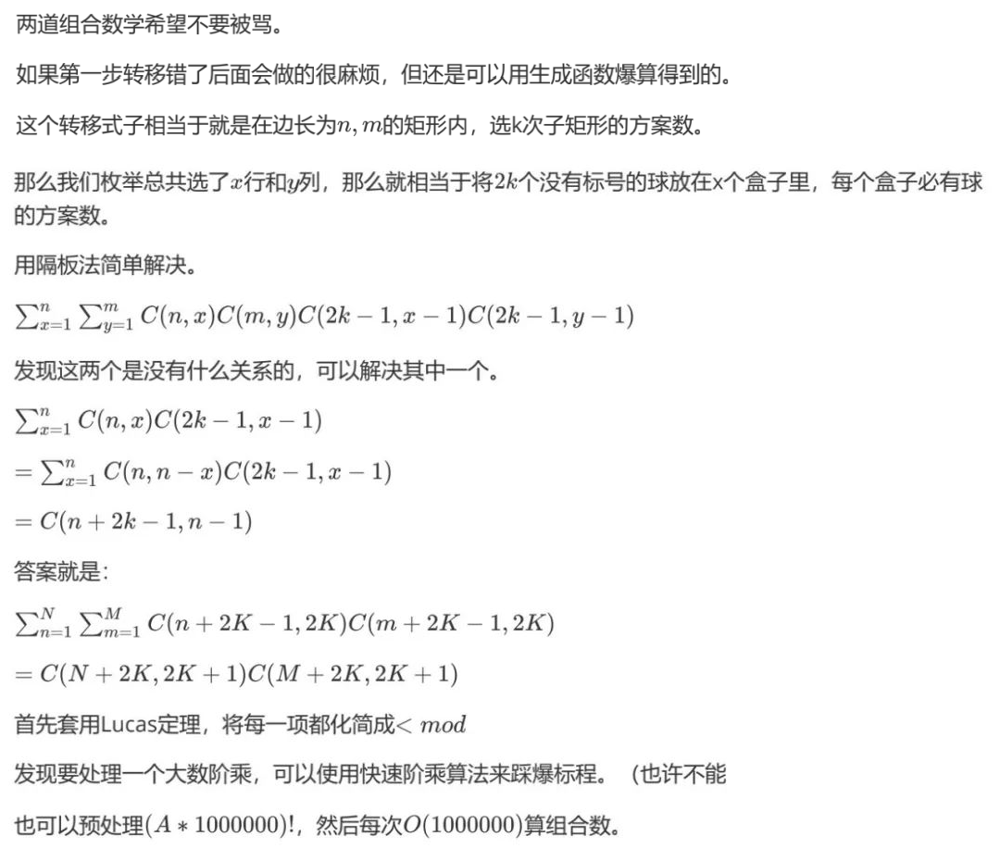 两道组合数学希望不要被骂。
如果第一步转移错了后面会做的很麻烦，但还是可以用生成函数爆算得到的。
这个转移式子相当于就是在边长为n, m的矩形内，选k次子矩形的方案数。
那么我们枚举总共选了x行和y列，那么就相当于将2k个没有标号的球放在x个盒子里，每个盒子必有球
的方案数。
用隔板法简单解决。
∑_{x=1}^{n} ∑_{y=1}^{m} C(n, x)C(m, y)C(2k − 1, x − 1)C(2k − 1, y − 1)
发现这两个是没有什么关系的，可以解决其中一个。
∑_{x=1}^{n} C(n, x)C(2k − 1, x − 1)
= ∑_{x=1}^{n} C(n, n − x)C(2k − 1, x − 1)
= C(n + 2k − 1, n − 1)
答案就是：
∑_{n=1}^{N} ∑_{m=1}^{M} C(n + 2K − 1, 2K)C(m + 2K − 1, 2K)
= C(N + 2K, 2K + 1)C(M + 2K, 2K + 1)
首先套用Lucas定理，将每一项都化简成< mod
发现要处理一个大数阶乘，可以使用快速阶乘算法来踩爆标程。（也许不能
也可以预处理(A * 1000000)!，然后每次O(1000000)算组合数。